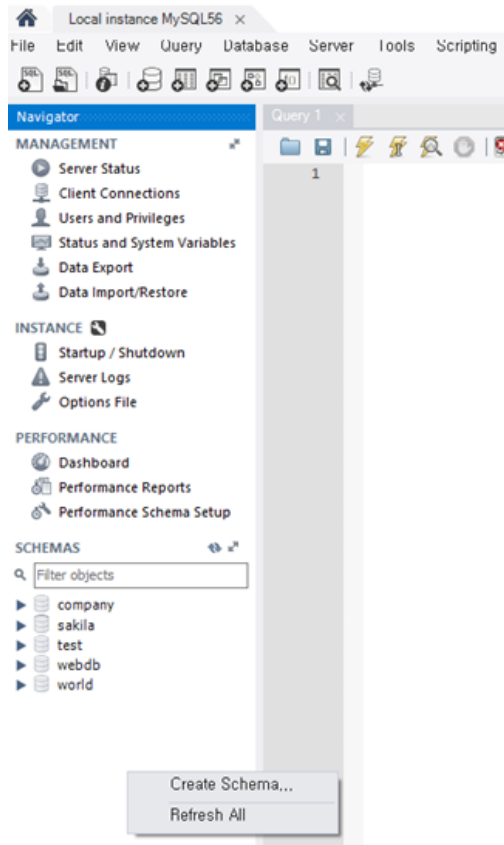 Local instance MySQL56
File Edit View Query Database Server Tools Scripting
Navigator
Query 1
MANAGEMENT
1
Server Status
Client Connections
Users and Privileges
Status and System Variables
Data Export
Data Import/Restore
INSTANCE
Startup / Shutdown
Server Logs
Options File
PERFORMANCE
Dashboard
Performance Reports
Performance Schema Setup
SCHEMAS
Filter objects
company
sakila
test
webdb
world
Create Schema...
Refresh All